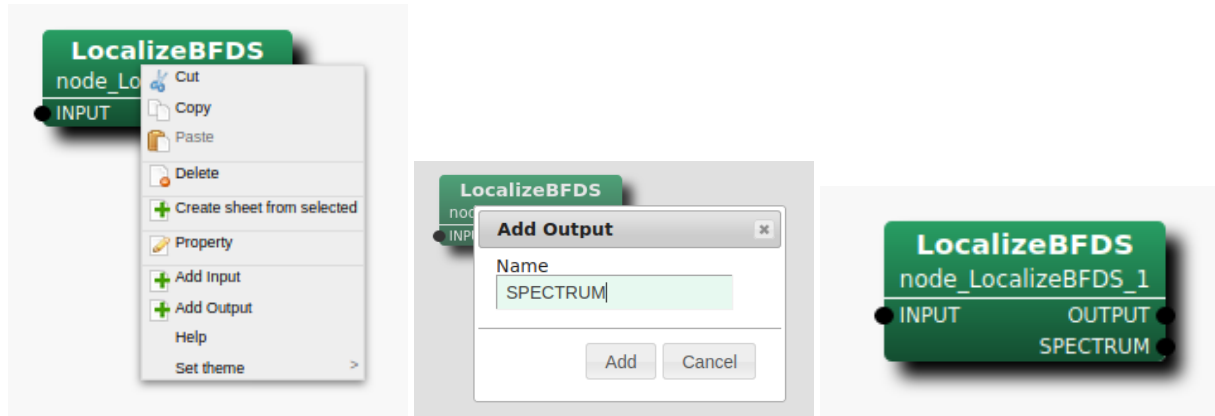 LocalizeBFDS
node_Lo
INPUT
Cut
Copy
Paste
Delete
Create sheet from selected
Property
Add Input
Add Output
Help
Set theme >
LocalizeBFDS
nod
INP
Add Output
Name
SPECTRUM
Add Cancel
LocalizeBFDS
node_LocalizeBFDS_1
INPUT OUTPUT
SPECTRUM